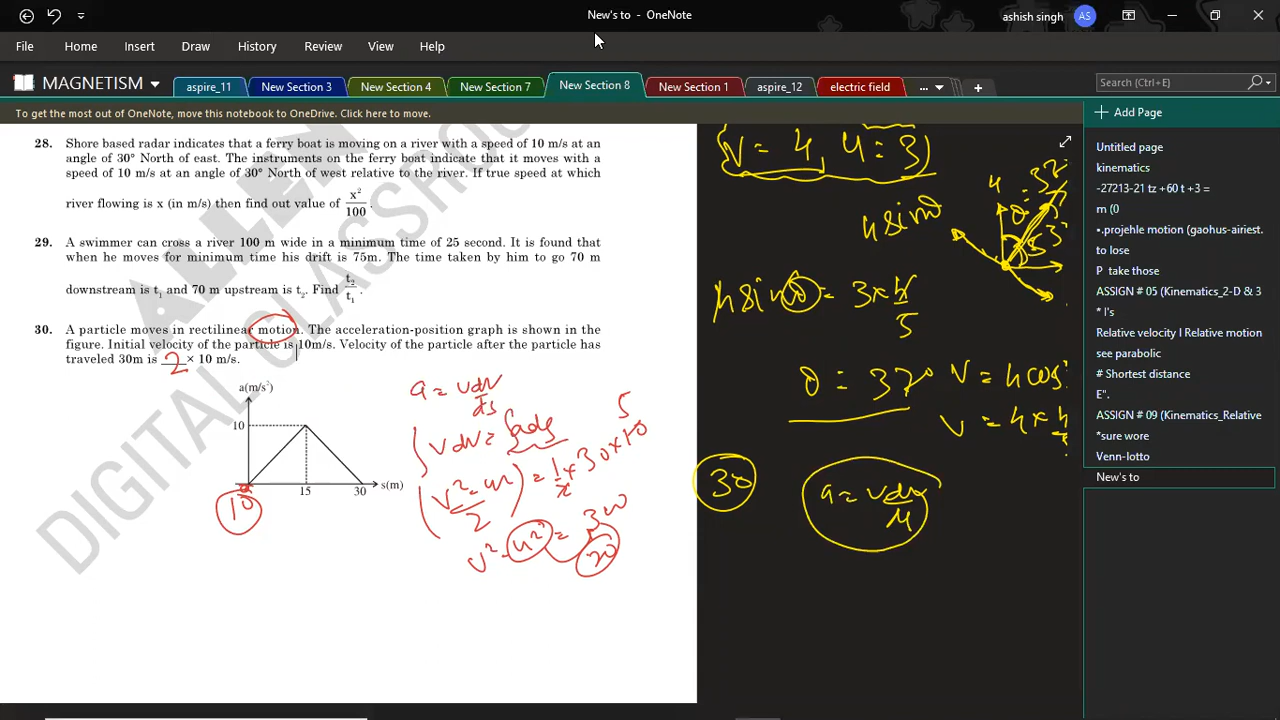 New's to - OneNote
ashish singh AS
File Home Insert Draw History Review View Help
MAGNETISM aspire_11 New Section 3 New Section 4 New Section 7 New Section 8 New Section 1 aspire_12 electric field ... +
Search (Ctrl+E)
To get the most out of OneNote, move this notebook to OneDrive. Click here to move.
28. Shore based radar indicates that a ferry boat is moving on a river with a speed of 10 m/s at an
angle of 30° North of east. The instruments on the ferry boat indicate that it moves with a
speed of 10 m/s at an angle of 30° North of west relative to the river. If true speed at which
river flowing is x (in m/s) then find out value of x²/100.
29. A swimmer can cross a river 100 m wide in a minimum time of 25 second. It is found that
when he moves for minimum time his drift is 75m. The time taken by him to go 70 m
downstream is t₁ and 70 m upstream is t₂. Find t₂/t₁.
30. A particle moves in rectilinear motion. The acceleration-position graph is shown in the
figure. Initial velocity of the particle is 10m/s. Velocity of the particle after the particle has
traveled 30m is 2 × 10 m/s.
a(m/s²)
10
15 30 s(m)
10
a = v dv/ds
∫ v dv = ∫ a ds
ALLEN
DIGITAL CLASSROOM
θ = 37°
30
Add Page
Untitled page
kinematics
-27213-21 tz +60 t +3 =
m (0
•.projehle motion (gaohus-airiest.
to lose
P take those
ASSIGN # 05 (Kinematics_2-D & 3
* I's
Relative velocity I Relative motion
see parabolic
# Shortest distance
E".
ASSIGN # 09 (Kinematics_Relative
*sure wore
Venn-lotto
New's to